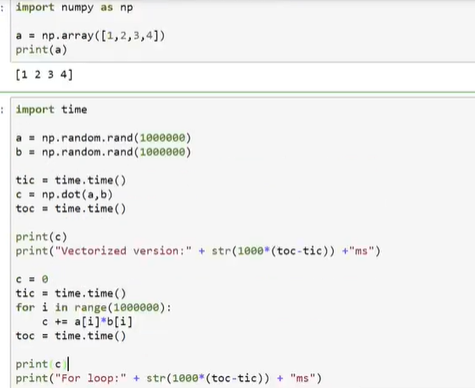 : import numpy as np
a = np.array([1,2,3,4])
print(a)
[1 2 3 4]
: import time
a = np.random.rand(1000000)
b = np.random.rand(1000000)
tic = time.time()
c = np.dot(a,b)
toc = time.time()
print(c)
print("Vectorized version:" + str(1000*(toc-tic)) +"ms")
c = 0
tic = time.time()
for i in range(1000000):
    c += a[i]*b[i]
toc = time.time()
print(c)
print("For loop:" + str(1000*(toc-tic)) + "ms")